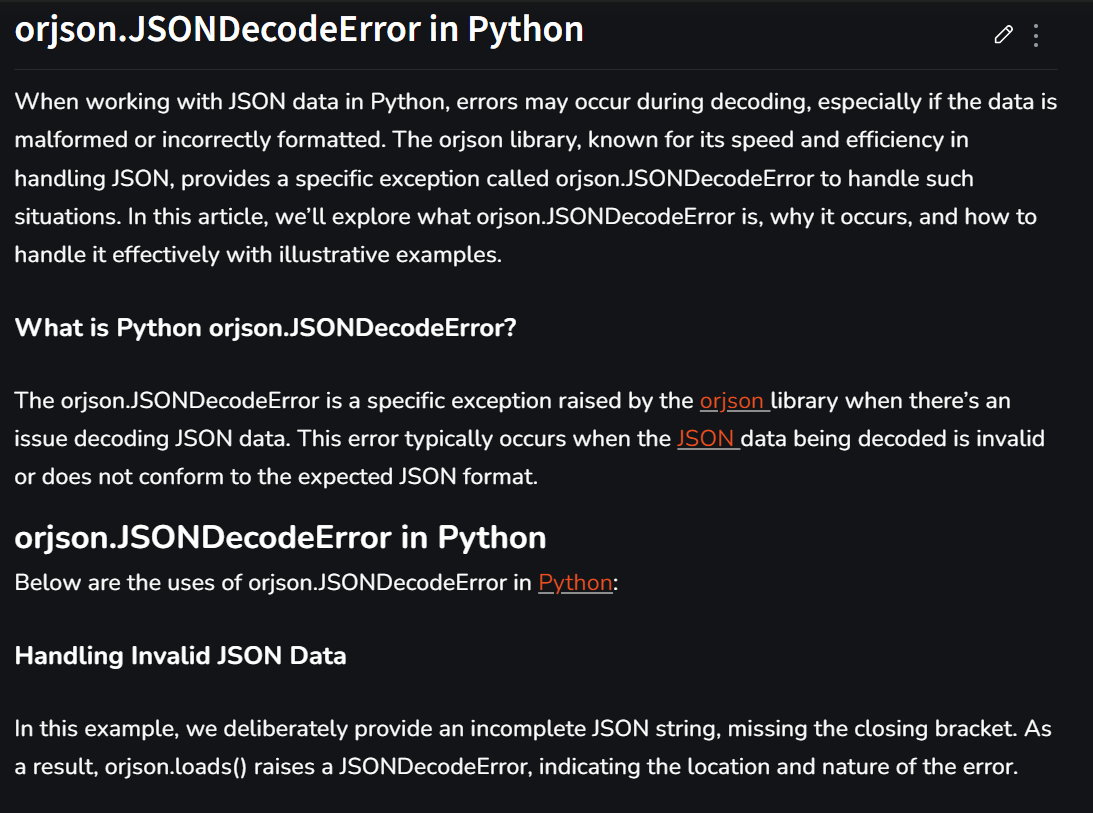 orjson.JSONDecodeError in Python
When working with JSON data in Python, errors may occur during decoding, especially if the data is
malformed or incorrectly formatted. The orjson library, known for its speed and efficiency in
handling JSON, provides a specific exception called orjson.JSONDecodeError to handle such
situations. In this article, we’ll explore what orjson.JSONDecodeError is, why it occurs, and how to
handle it effectively with illustrative examples.
What is Python orjson.JSONDecodeError?
The orjson.JSONDecodeError is a specific exception raised by the orjson library when there’s an
issue decoding JSON data. This error typically occurs when the JSON data being decoded is invalid
or does not conform to the expected JSON format.
orjson.JSONDecodeError in Python
Below are the uses of orjson.JSONDecodeError in Python:
Handling Invalid JSON Data
In this example, we deliberately provide an incomplete JSON string, missing the closing bracket. As
a result, orjson.loads() raises a JSONDecodeError, indicating the location and nature of the error.